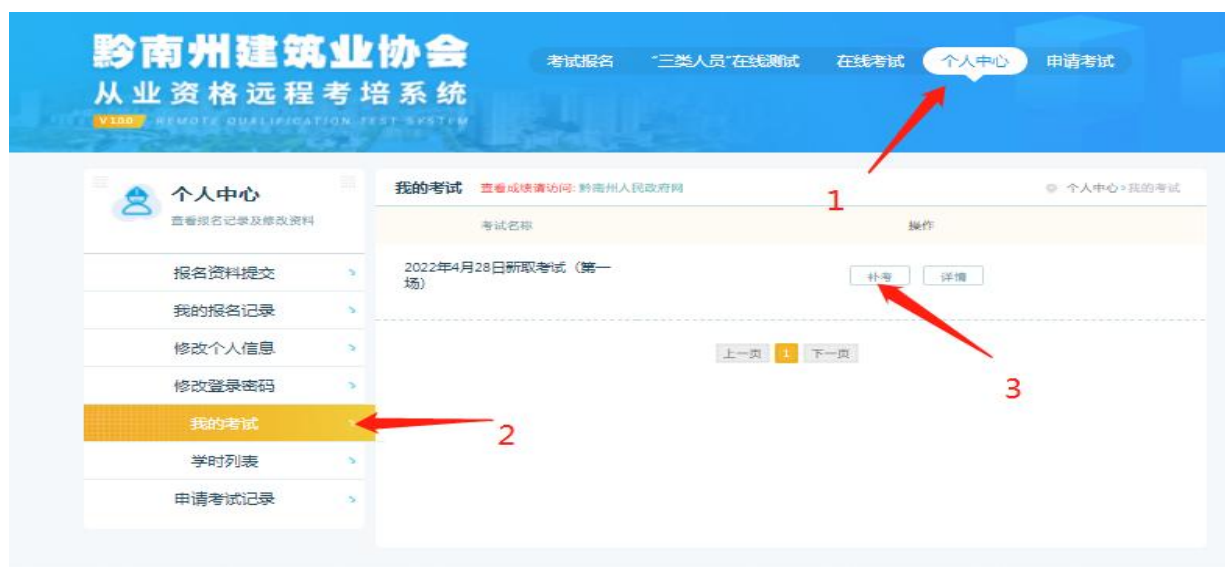 黔南州建筑业协会
从业资格远程考培系统
V100 REMOTE QUALIFICATION TEST SYSTEM
考试报名 "三类人员"在线测试 在线考试 个人中心 申请考试
1
个人中心
查看报名记录及修改资料
报名资料提交
我的报名记录
修改个人信息
修改登录密码
我的考试
学时列表
申请考试记录
2
我的考试 查看成绩请访问: 黔南州人民政府网 个人中心>我的考试
考试名称 操作
2022年4月28日新取考试（第一
场） 补考 详情
上一页 1 下一页
3